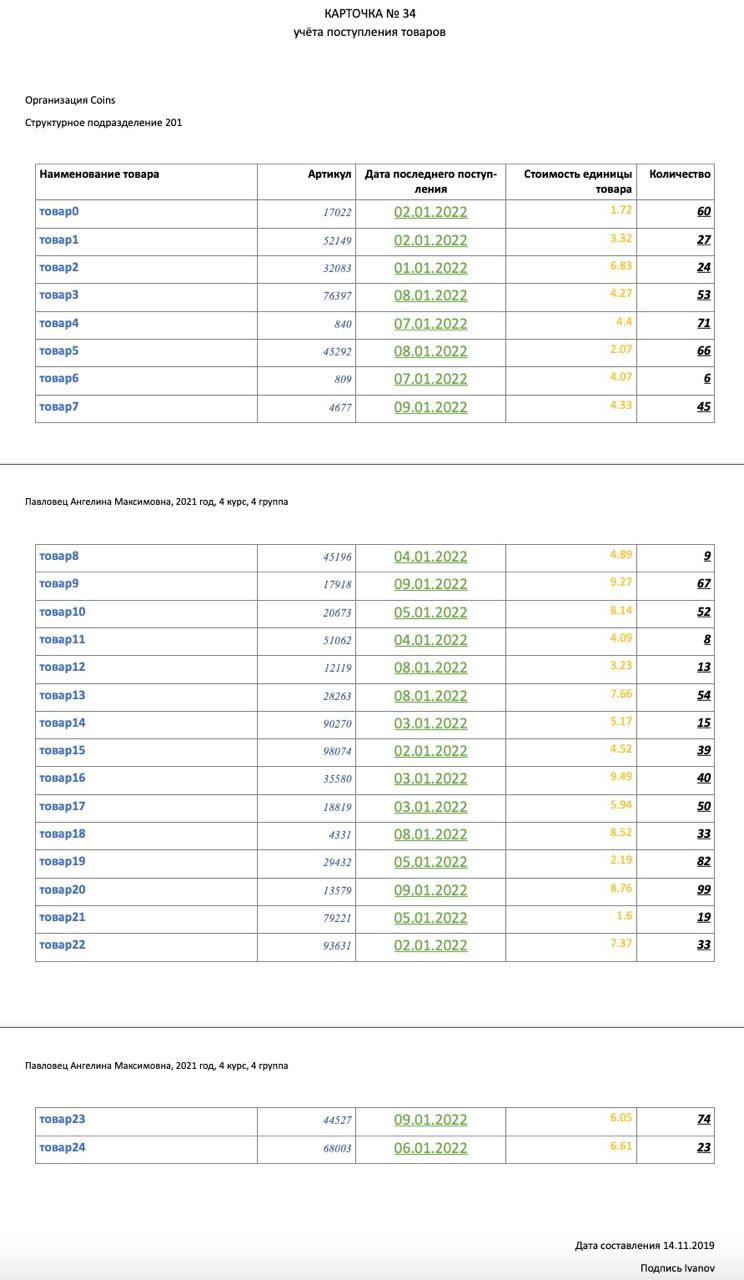 КАРТОЧКА № 34
учёта поступления товаров
Организация Coins
Структурное подразделение 201
Наименование товара Артикул Дата последнего поступ- Стоимость единицы Количество
ления товара
товар0 17022 02.01.2022 1.72 60
товар1 52149 02.01.2022 3.32 27
товар2 32083 01.01.2022 6.83 24
товар3 76397 08.01.2022 4.27 53
товар4 840 07.01.2022 4.4 71
товар5 45292 08.01.2022 2.07 66
товар6 809 07.01.2022 4.07 6
товар7 4677 09.01.2022 4.33 45
Павловец Ангелина Максимовна, 2021 год, 4 курс, 4 группа
товар8 45196 04.01.2022 4.89 9
товар9 17918 09.01.2022 9.27 67
товар10 20673 05.01.2022 8.14 52
товар11 51062 04.01.2022 4.09 8
товар12 12119 08.01.2022 3.23 13
товар13 28263 08.01.2022 7.66 54
товар14 90270 03.01.2022 5.17 15
товар15 98074 02.01.2022 4.52 39
товар16 35580 03.01.2022 9.49 40
товар17 18819 03.01.2022 5.94 50
товар18 4331 08.01.2022 8.52 33
товар19 29432 05.01.2022 2.19 82
товар20 13579 09.01.2022 8.76 99
товар21 79221 05.01.2022 1.6 19
товар22 93631 02.01.2022 7.37 33
Павловец Ангелина Максимовна, 2021 год, 4 курс, 4 группа
товар23 44527 09.01.2022 6.05 74
товар24 68003 06.01.2022 6.61 23
Дата составления 14.11.2019
Подпись Ivanov